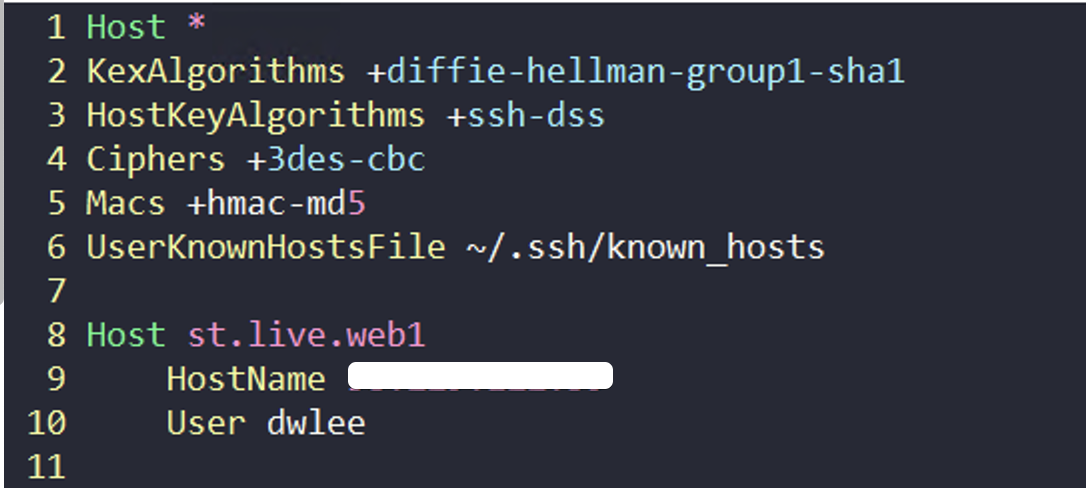 1 Host *
2 KexAlgorithms +diffie-hellman-group1-sha1
3 HostKeyAlgorithms +ssh-dss
4 Ciphers +3des-cbc
5 Macs +hmac-md5
6 UserKnownHostsFile ~/.ssh/known_hosts
7
8 Host st.live.web1
9 HostName
10 User dwlee
11